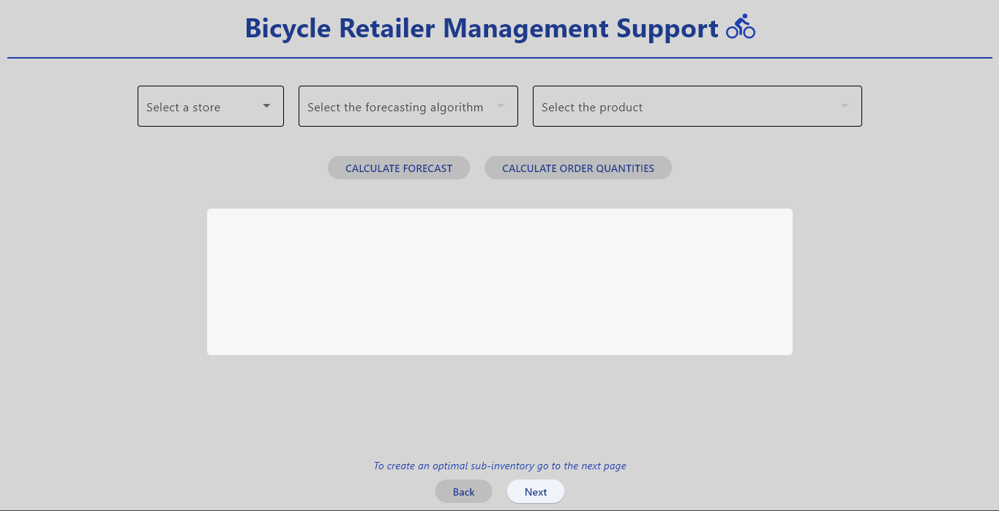 Bicycle Retailer Management Support
Select a store
Select the forecasting algorithm
Select the product
CALCULATE FORECAST
CALCULATE ORDER QUANTITIES
To create an optimal sub-inventory go to the next page
Back
Next